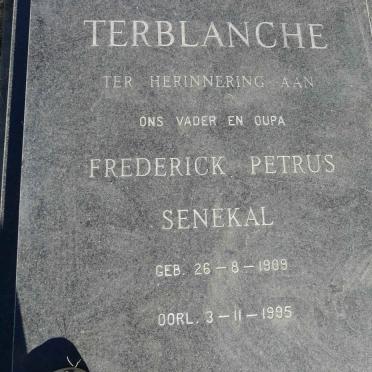 TERBLANCHE
TER HERINNERING AAN
ONS VADER EN OUPA
FREDERICK PETRUS
SENEKAL
GEB. 26-8-1909
OORL. 3-11-1995